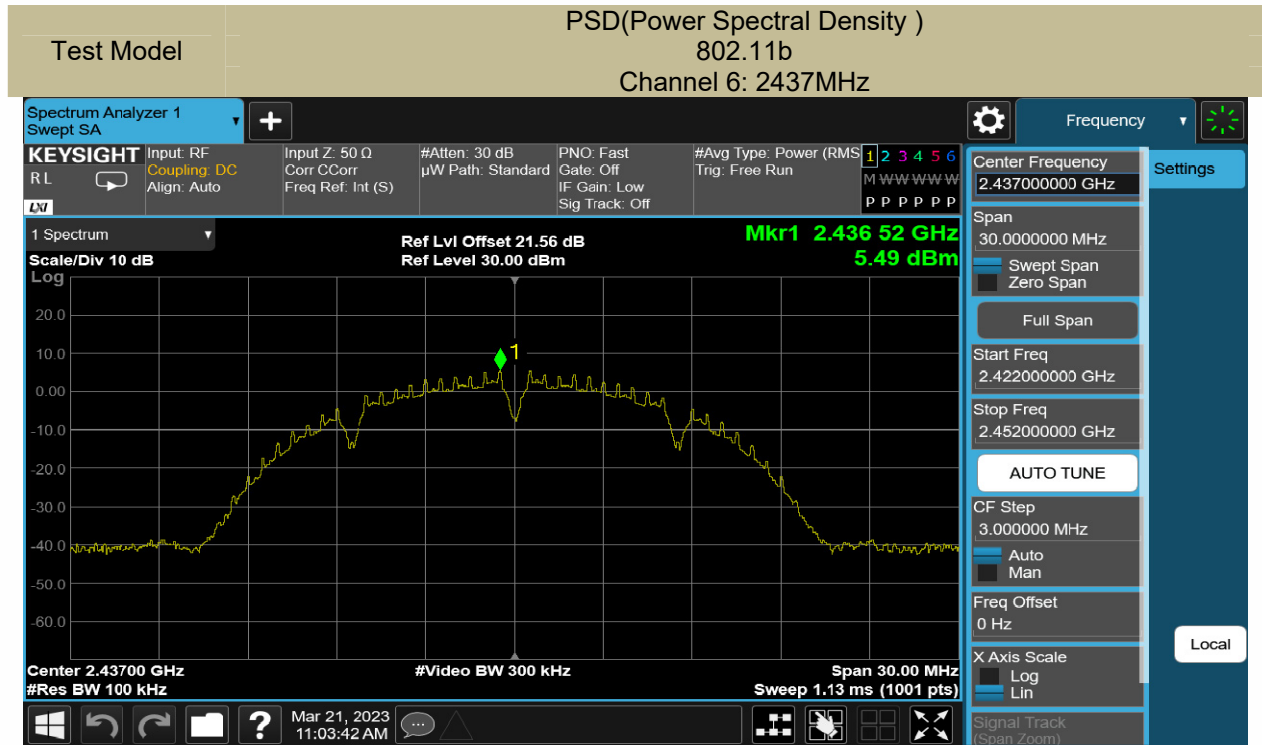 Test Model
PSD(Power Spectral Density )
802.11b
Channel 6: 2437MHz
Spectrum Analyzer 1
Swept SA
Frequency
KEYSIGHT
R L
LXI
Input: RF
Coupling: DC
Align: Auto
Input Z: 50 Ω
Corr CCorr
Freq Ref: Int (S)
#Atten: 30 dB
µW Path: Standard
PNO: Fast
Gate: Off
IF Gain: Low
Sig Track: Off
#Avg Type: Power (RMS
Trig: Free Run
1 2 3 4 5 6
M W W W W W
P P P P P P
1 Spectrum
Scale/Div 10 dB
Ref Lvl Offset 21.56 dB
Ref Level 30.00 dBm
Mkr1 2.436 52 GHz
5.49 dBm
Log
20.0
10.0
0.00
-10.0
-20.0
-30.0
-40.0
-50.0
-60.0
1
Center 2.43700 GHz
#Res BW 100 kHz
#Video BW 300 kHz
Span 30.00 MHz
Sweep 1.13 ms (1001 pts)
Center Frequency
2.437000000 GHz
Settings
Span
30.0000000 MHz
Swept Span
Zero Span
Full Span
Start Freq
2.422000000 GHz
Stop Freq
2.452000000 GHz
AUTO TUNE
CF Step
3.000000 MHz
Auto
Man
Freq Offset
0 Hz
X Axis Scale
Log
Lin
Signal Track
(Span Zoom)
Local
?
Mar 21, 2023
11:03:42 AM